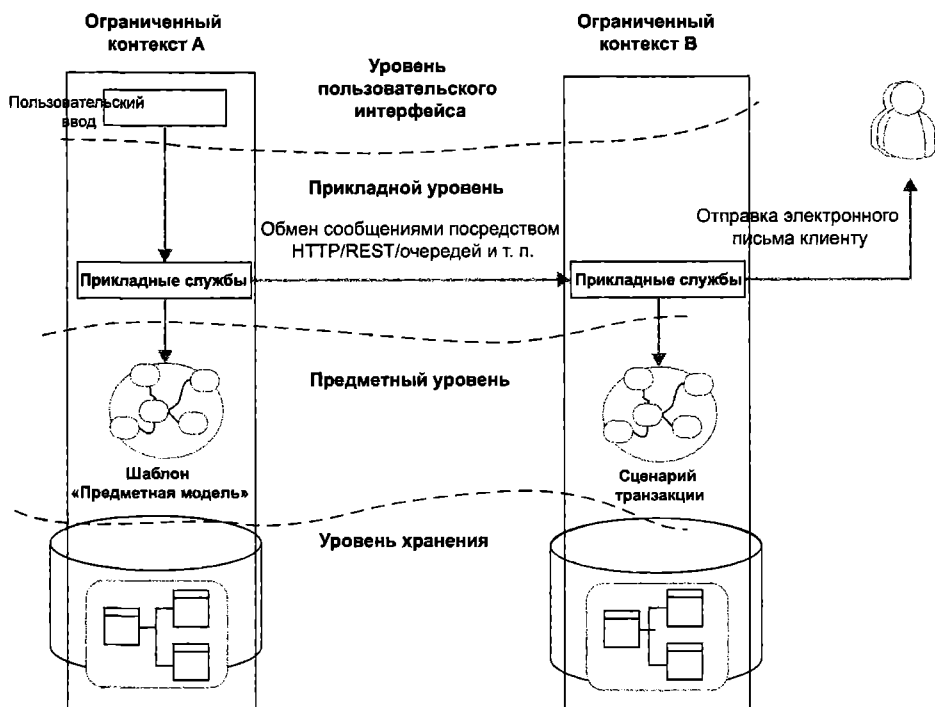 Ограниченный
контекст А
Ограниченный
контекст В
Уровень
пользовательского
интерфейса
Пользовательский
ввод
Прикладной уровень
Обмен сообщениями посредством
HTTP/REST/очередей и т. п.
Отправка электронного
письма клиенту
Прикладные службы
Прикладные службы
Предметный уровень
Шаблон
«Предметная модель»
Сценарий
транзакции
Уровень хранения